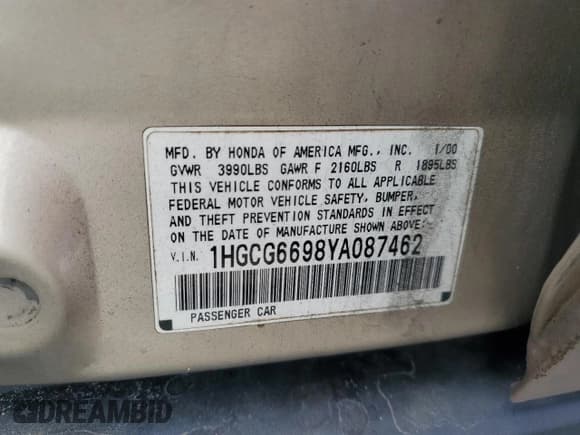 MFD. BY HONDA OF AMERICA MFG., INC. 1/00
GVWR 3990LBS GAWR F 2160LBS R 1895LBS
THIS VEHICLE CONFORMS TO ALL APPLICABLE
FEDERAL MOTOR VEHICLE SAFETY, BUMPER,
AND THEFT PREVENTION STANDARDS IN EFFECT
ON THE DATE OF MANUFACTURE SHOWN ABOVE.
V.I.N. 1HGCG6698YA087462
PASSENGER CAR
DREAMBID